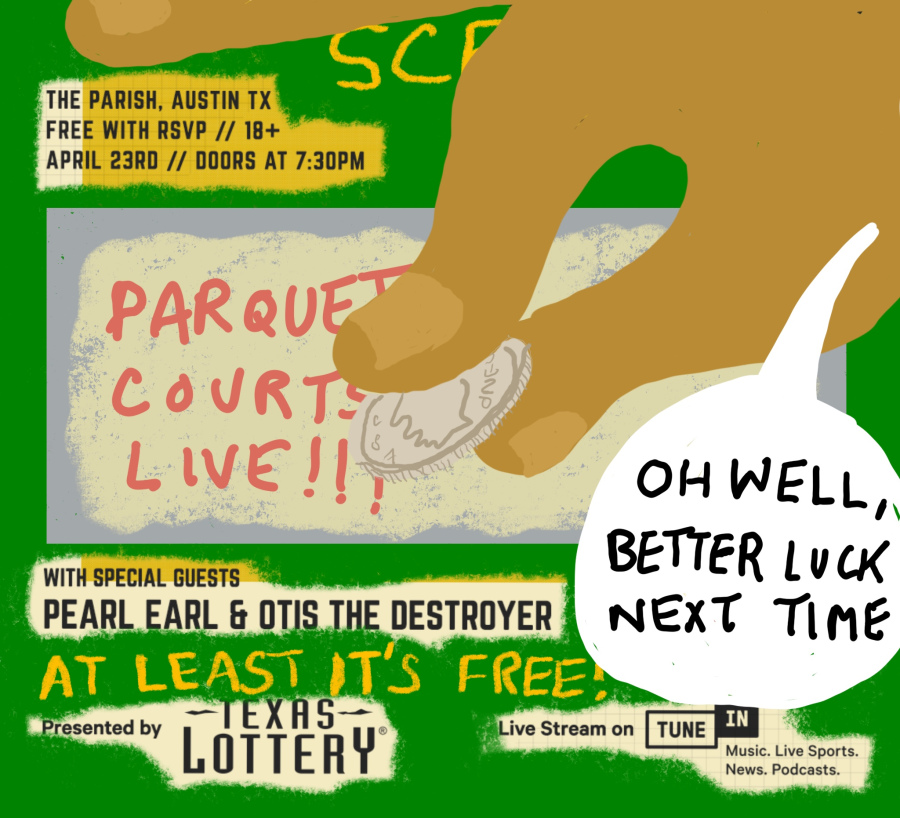 SCR
THE PARISH, AUSTIN TX
FREE WITH RSVP // 18+
APRIL 23RD // DOORS AT 7:30PM
PARQUET
COURTS
LIVE!!!
OH WELL,
BETTER LUCK
NEXT TIME
WITH SPECIAL GUESTS
PEARL EARL & OTIS THE DESTROYER
AT LEAST IT'S FREE!
Presented by
TEXAS
LOTTERY®
Live Stream on
TUNE IN
Music. Live Sports.
News. Podcasts.